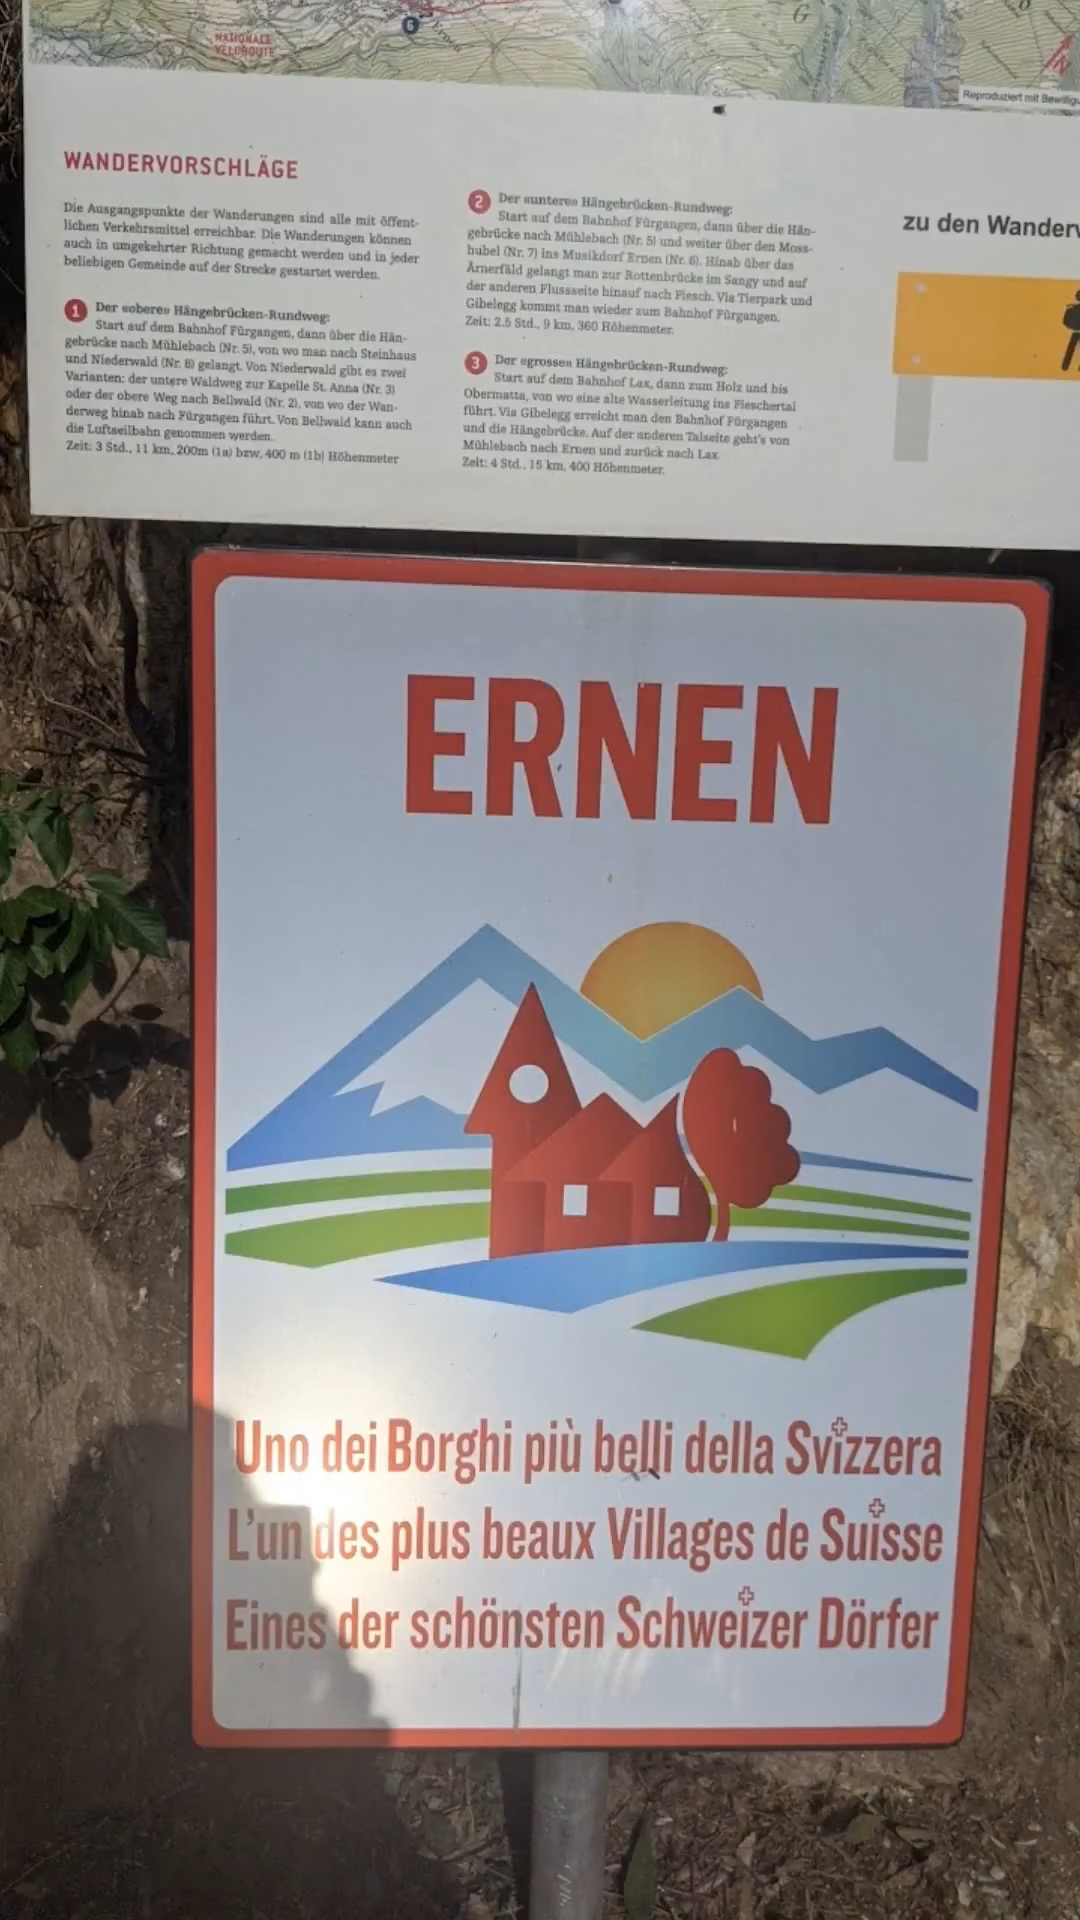 6
Ernen
NATIONALE
VELOROUTE
N
Reproduziert mit Bewillig
WANDERVORSCHLÄGE
Die Ausgangspunkte der Wanderungen sind alle mit öffent-
lichen Verkehrsmittel erreichbar. Die Wanderungen können
auch in umgekehrter Richtung gemacht werden und in jeder
beliebigen Gemeinde auf der Strecke gestartet werden.
1 Der «obere» Hängebrücken-Rundweg:
Start auf dem Bahnhof Fürgangen, dann über die Hän-
gebrücke nach Mühlebach (Nr. 5), von wo man nach Steinhaus
und Niederwald (Nr. 8) gelangt. Von Niederwald gibt es zwei
Varianten: der untere Waldweg zur Kapelle St. Anna (Nr. 3)
oder der obere Weg nach Bellwald (Nr. 2), von wo der Wan-
derweg hinab nach Fürgangen führt. Von Bellwald kann auch
die Luftseilbahn genommen werden.
Zeit: 3 Std., 11 km, 200m (1a) bzw. 400 m (1b) Höhenmeter
2 Der «untere» Hängebrücken-Rundweg:
Start auf dem Bahnhof Fürgangen, dann über die Hän-
gebrücke nach Mühlebach (Nr. 5) und weiter über den Moss-
hubel (Nr. 7) ins Musikdorf Ernen (Nr. 6). Hinab über das
Ärnerfäld gelangt man zur Rottenbrücke im Sangy und auf
der anderen Flussseite hinauf nach Fiesch. Via Tierpark und
Gibelegg kommt man wieder zum Bahnhof Fürgangen.
Zeit: 2.5 Std., 9 km, 360 Höhenmeter.
3 Der «grosse» Hängebrücken-Rundweg:
Start auf dem Bahnhof Lax, dann zum Holz und bis
Obermatta, von wo eine alte Wasserleitung ins Fieschertal
führt. Via Gibelegg erreicht man den Bahnhof Fürgangen
und die Hängebrücke. Auf der anderen Talseite geht's von
Mühlebach nach Ernen und zurück nach Lax
Zeit: 4 Std., 15 km, 400 Höhenmeter.
zu den Wander
ERNEN
Uno dei Borghi più belli della Svizzera
L'un des plus beaux Villages de Suisse
Eines der schönsten Schweizer Dörfer